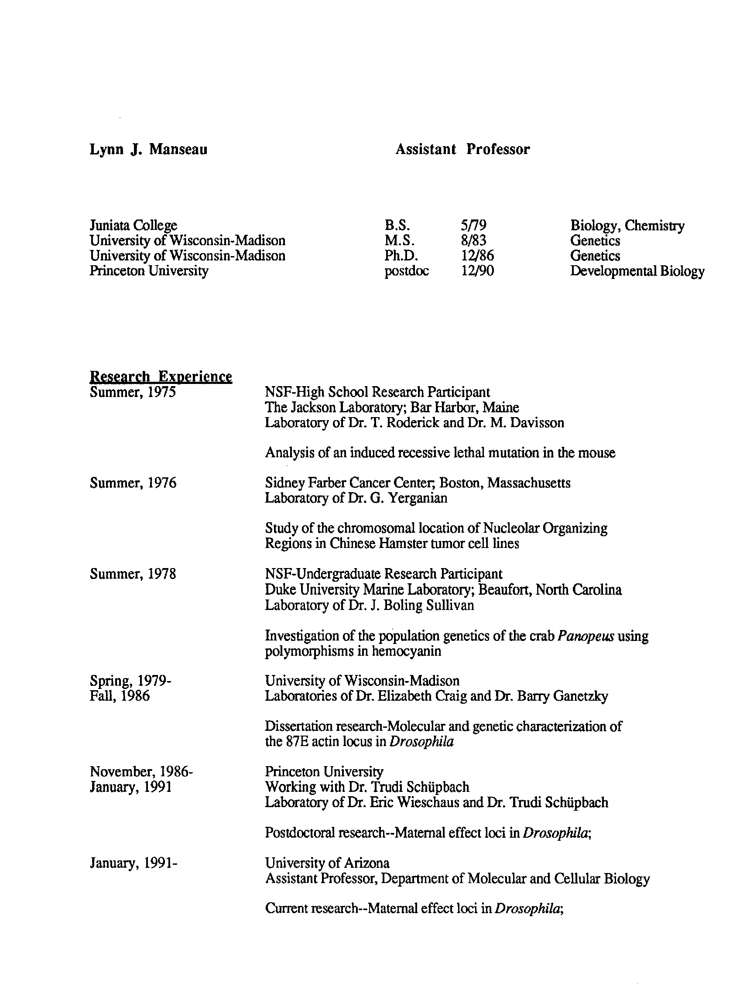 Lynn J. Manseau Assistant Professor
Juniata College B.S. 5/79 Biology, Chemistry
University of Wisconsin-Madison M.S. 8/83 Genetics
University of Wisconsin-Madison Ph.D. 12/86 Genetics
Princeton University postdoc 12/90 Developmental Biology
Research Experience
Summer, 1975 NSF-High School Research Participant
The Jackson Laboratory; Bar Harbor, Maine
Laboratory of Dr. T. Roderick and Dr. M. Davisson
Analysis of an induced recessive lethal mutation in the mouse
Summer, 1976 Sidney Farber Cancer Center; Boston, Massachusetts
Laboratory of Dr. G. Yerganian
Study of the chromosomal location of Nucleolar Organizing
Regions in Chinese Hamster tumor cell lines
Summer, 1978 NSF-Undergraduate Research Participant
Duke University Marine Laboratory; Beaufort, North Carolina
Laboratory of Dr. J. Boling Sullivan
Investigation of the population genetics of the crab Panopeus using
polymorphisms in hemocyanin
Spring, 1979- University of Wisconsin-Madison
Fall, 1986 Laboratories of Dr. Elizabeth Craig and Dr. Barry Ganetzky
Dissertation research-Molecular and genetic characterization of
the 87E actin locus in Drosophila
November, 1986- Princeton University
January, 1991 Working with Dr. Trudi Schüpbach
Laboratory of Dr. Eric Wieschaus and Dr. Trudi Schüpbach
Postdoctoral research--Maternal effect loci in Drosophila;
January, 1991- University of Arizona
Assistant Professor, Department of Molecular and Cellular Biology
Current research--Maternal effect loci in Drosophila;